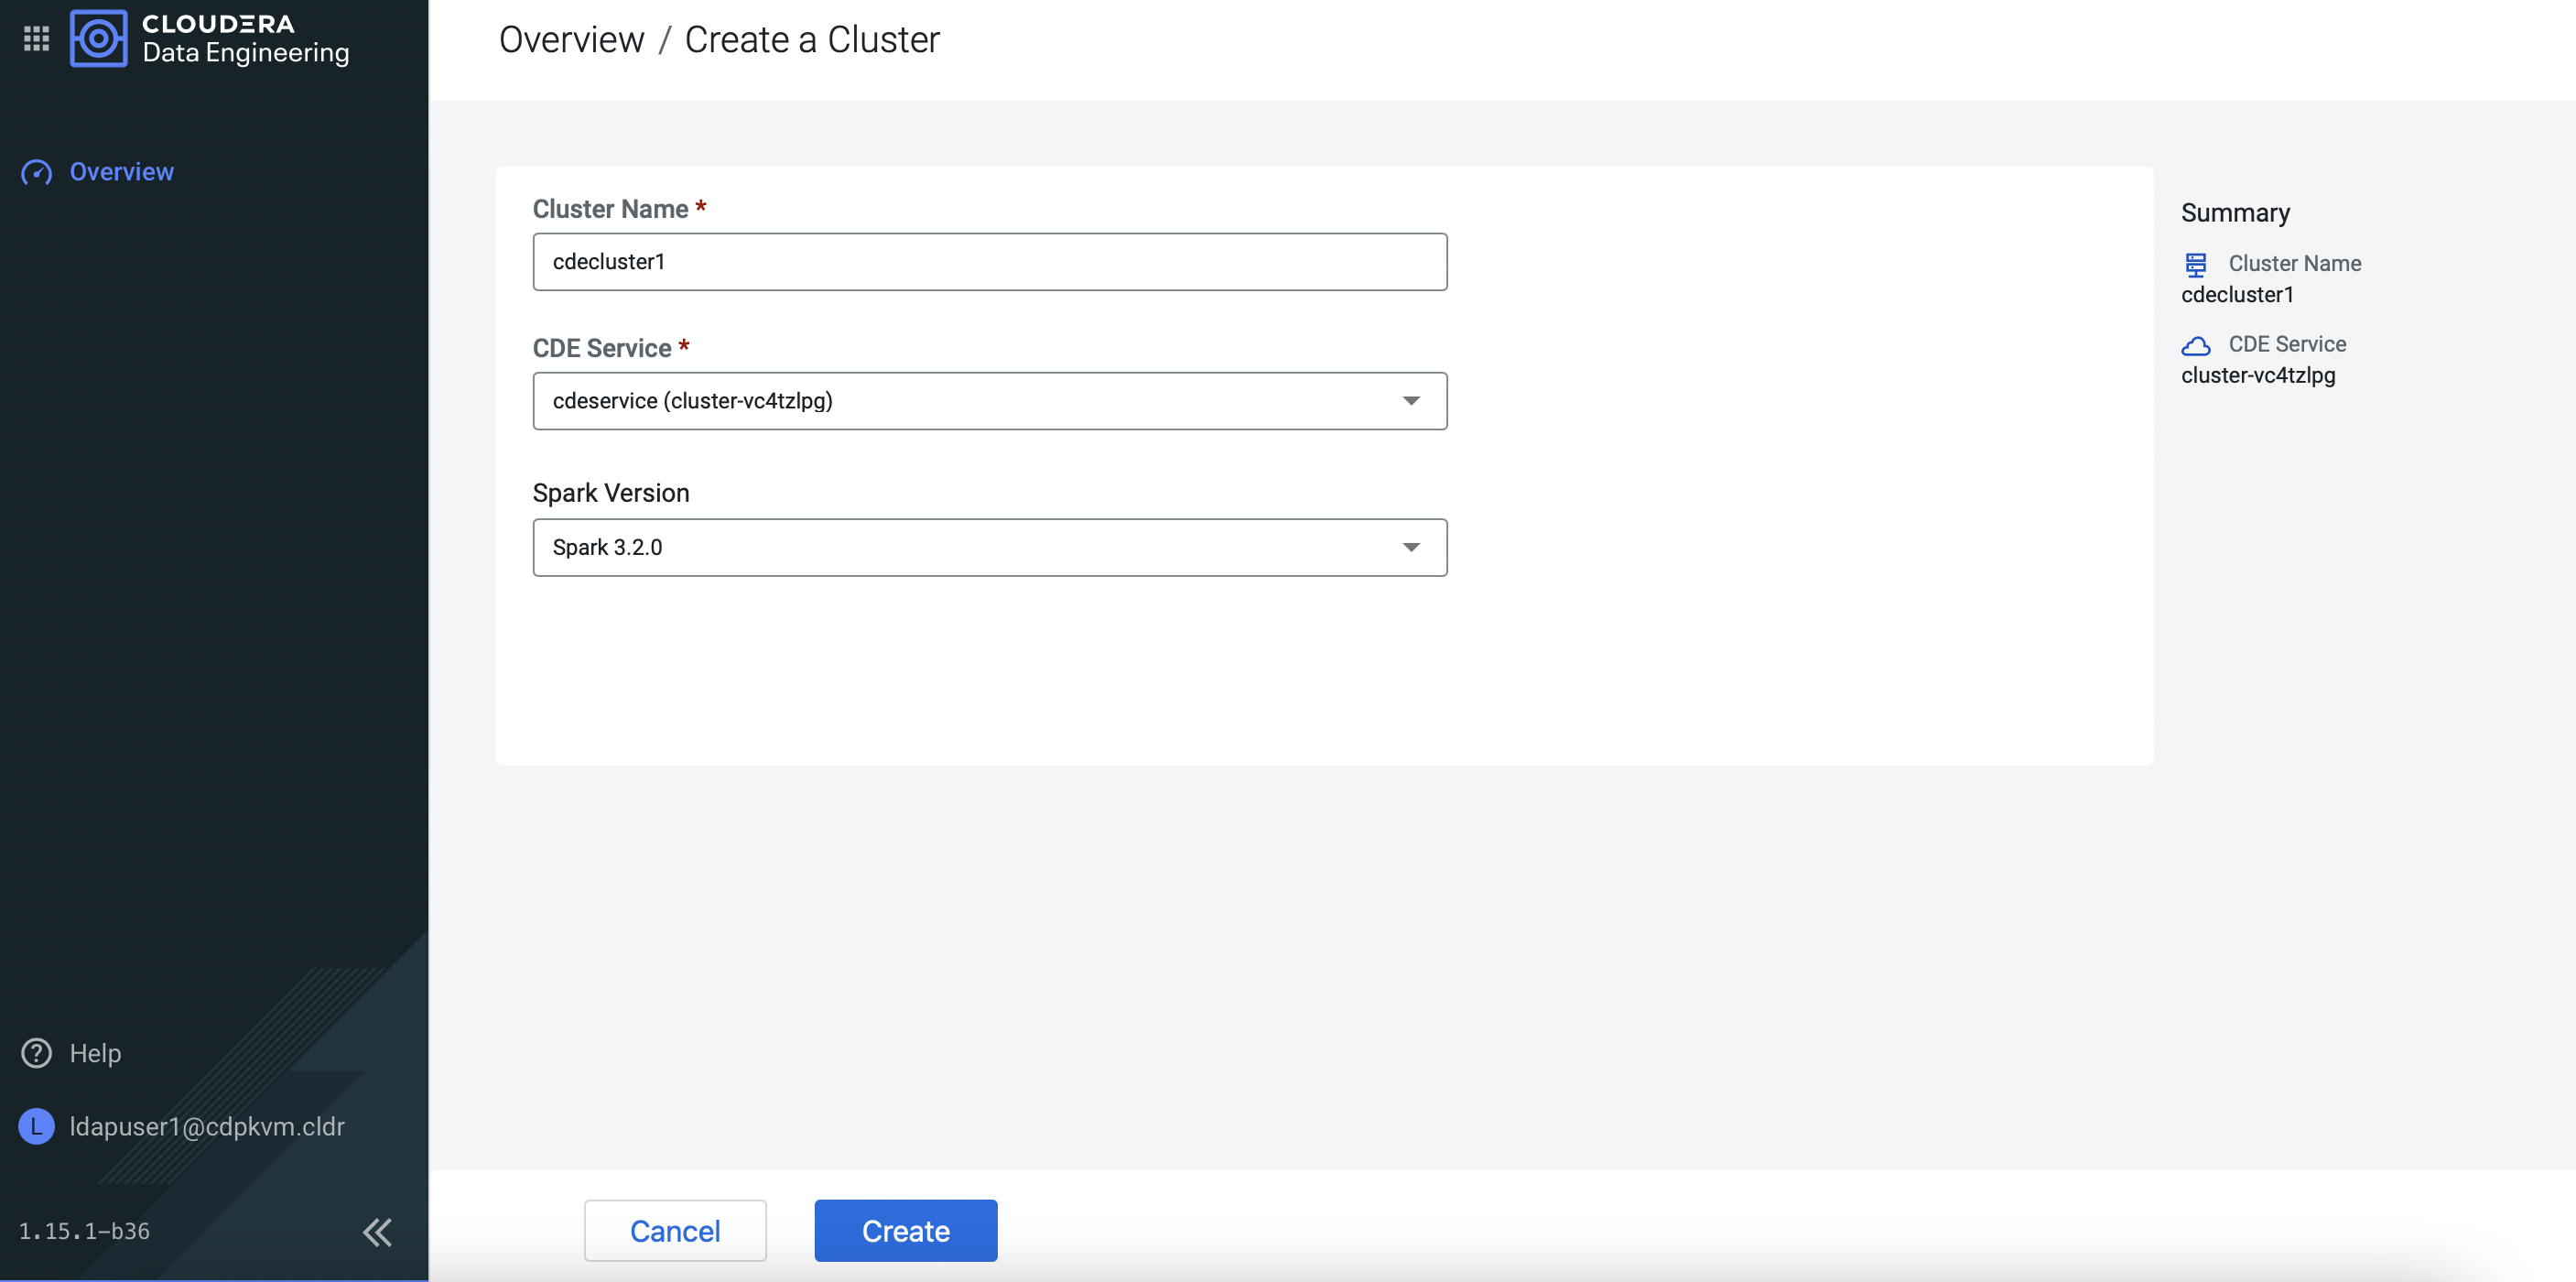 CLOUDERA
Data Engineering
Overview
Help
L
ldapuser1@cdpkvm.cldr
1.15.1-b36
Overview / Create a Cluster
Cluster Name *
cdecluster1
CDE Service *
cdeservice (cluster-vc4tzlpg)
Spark Version
Spark 3.2.0
Summary
Cluster Name
cdecluster1
CDE Service
cluster-vc4tzlpg
Cancel
Create